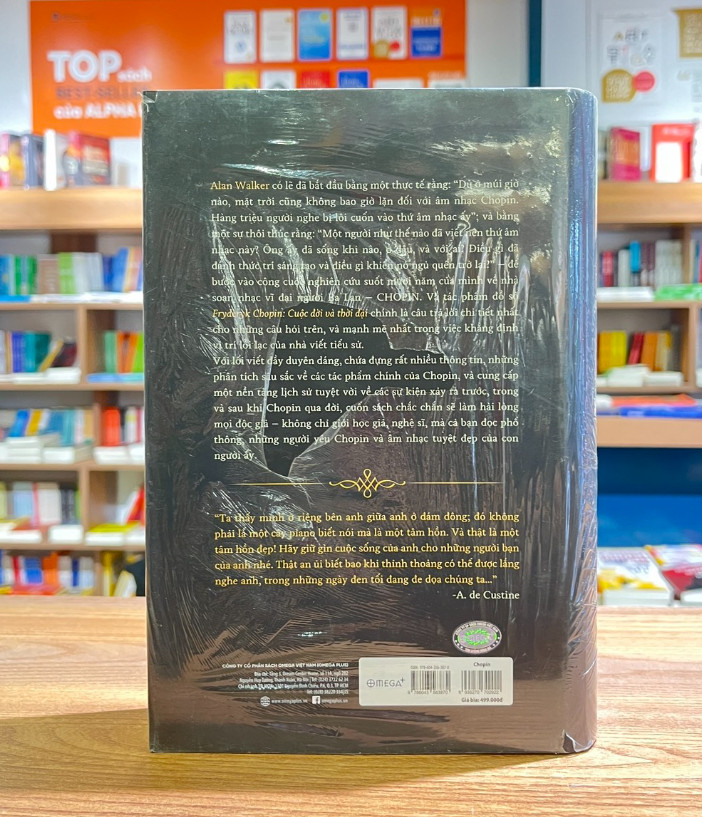 TOP sách
BEST-SELLER
của ALPHA
Alan Walker có lẽ đã bắt đầu bằng một thực tế rằng: “Dù ở múi giờ
nào, mặt trời cũng không bao giờ lặn đối với âm nhạc Chopin.
Hàng triệu người nghe bị lôi cuốn vào thứ âm nhạc ấy”; và bằng
một sự thôi thúc rằng: “Một người như thế nào đã viết nên thứ âm
nhạc này? Ông ấy đã sống khi nào, ở đâu, và với ai? Điều gì đã
đánh thức trí sáng tạo và điều gì khiến nó ngủ quên trở lại?” – để
bước vào công cuộc nghiên cứu suốt mười năm của mình về nhà
soạn nhạc vĩ đại người Ba Lan – CHOPIN. Và tác phẩm đồ sộ
Fryderyk Chopin: Cuộc đời và thời đại chính là câu trả lời chi tiết nhất
cho những câu hỏi trên, và mạnh mẽ nhất trong việc khẳng định
vị trí lỗi lạc của nhà viết tiểu sử.
Với lối viết đầy duyên dáng, chứa đựng rất nhiều thông tin, những
phân tích sâu sắc về các tác phẩm chính của Chopin, và cung cấp
một nền tảng lịch sử tuyệt vời về các sự kiện xảy ra trước, trong
và sau khi Chopin qua đời, cuốn sách chắc chắn sẽ làm hài lòng
mọi độc giả – không chỉ giới học giả, nghệ sĩ, mà cả bạn đọc phổ
thông, những người yêu Chopin và âm nhạc tuyệt đẹp của con
người ấy.
“Ta thấy mình ở riêng bên anh giữa anh ở đám đông; đó không
phải là một cây piano biết nói mà là một tâm hồn. Và thật là một
tâm hồn đẹp! Hãy giữ gìn cuộc sống của anh cho những người bạn
của anh nhé. Thật an ủi biết bao khi thỉnh thoảng có thể được lắng
nghe anh, trong những ngày đen tối đang đe dọa chúng ta...”
-A. de Custine
CÔNG TY CỔ PHẦN SÁCH OMEGA VIỆT NAM (OMEGA PLUS)
www.omegaplus.vn omegaplus.vn
OMEGA+
Chopin
Giá bìa: 499.000đ